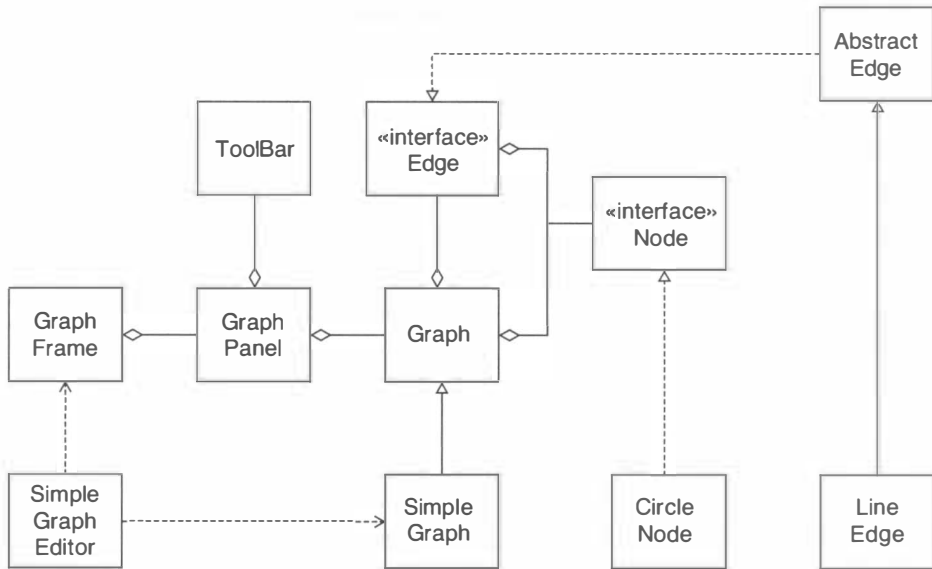 Abstract
Edge
ToolBar
«interface»
Edge
«interface»
Node
Graph
Frame
Graph
Panel
Graph
Simple
Graph
Editor
Simple
Graph
Circle
Node
Line
Edge